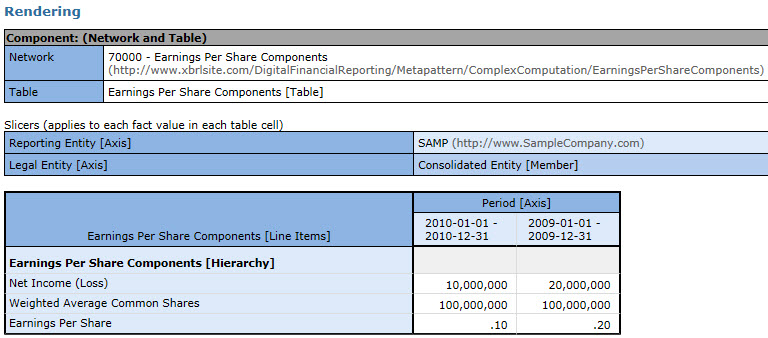 Rendering
Component: (Network and Table)
Network 70000 - Earnings Per Share Components
(http://www.xbrlsite.com/DigitalFinancialReporting/Metapattern/ComplexComputation/EarningsPerShareComponents)
Table Earnings Per Share Components [Table]
Slicers (applies to each fact value in each table cell)
Reporting Entity [Axis] SAMP (http://www.SampleCompany.com)
Legal Entity [Axis] Consolidated Entity [Member]
Period [Axis]
Earnings Per Share Components [Line Items] 2010-01-01 - 2009-01-01 -
2010-12-31 2009-12-31
Earnings Per Share Components [Hierarchy]
Net Income (Loss) 10,000,000 20,000,000
Weighted Average Common Shares 100,000,000 100,000,000
Earnings Per Share .10 .20